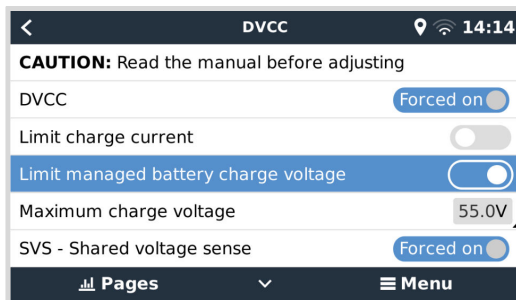 DVCC 14:14
CAUTION: Read the manual before adjusting
DVCC Forced on
Limit charge current
Limit managed battery charge voltage
Maximum charge voltage 55.0V
SVS - Shared voltage sense Forced on
Pages Menu